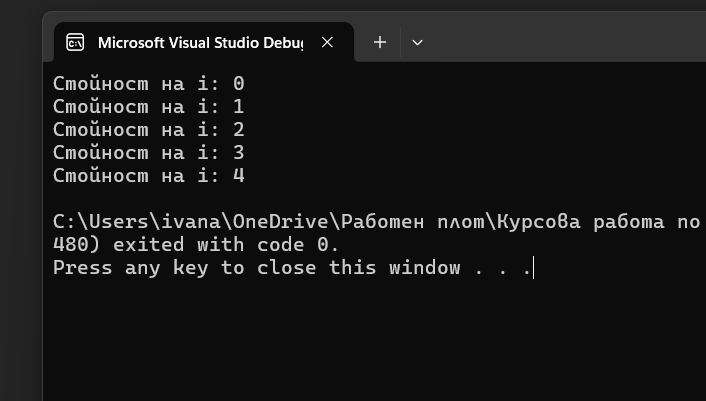 Microsoft Visual Studio Debug
Стойност на i: 0
Стойност на i: 1
Стойност на i: 2
Стойност на i: 3
Стойност на i: 4
C:\Users\ivana\OneDrive\Работен плот\Курсова работа по
480) exited with code 0.
Press any key to close this window . . .